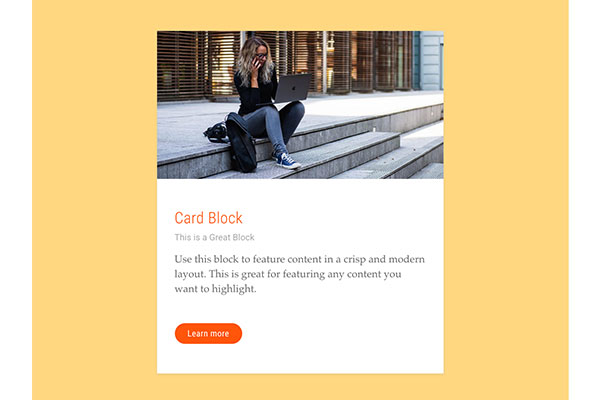 Card Block
This is a Great Block
Use this block to feature content in a crisp and modern
layout. This is great for featuring any content you
want to highlight.
Learn more